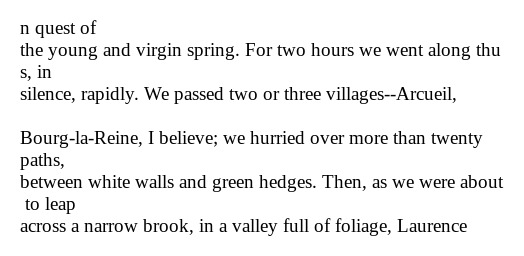 n quest of
the young and virgin spring. For two hours we went along thu
s, in
silence, rapidly. We passed two or three villages--Arcueil,
Bourg-la-Reine, I believe; we hurried over more than twenty
paths,
between white walls and green hedges. Then, as we were about
 to leap
across a narrow brook, in a valley full of foliage, Laurence